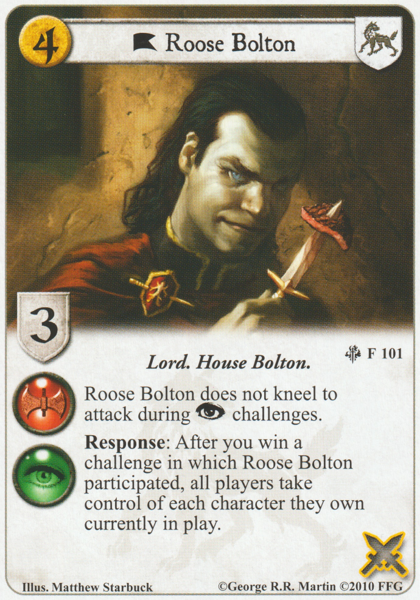 4
Roose Bolton
3
Lord. House Bolton.
F 101
Roose Bolton does not kneel to
attack during challenges.
Response: After you win a
challenge in which Roose Bolton
participated, all players take
control of each character they own
currently in play.
Illus. Matthew Starbuck
©George R.R. Martin ©2010 FFG